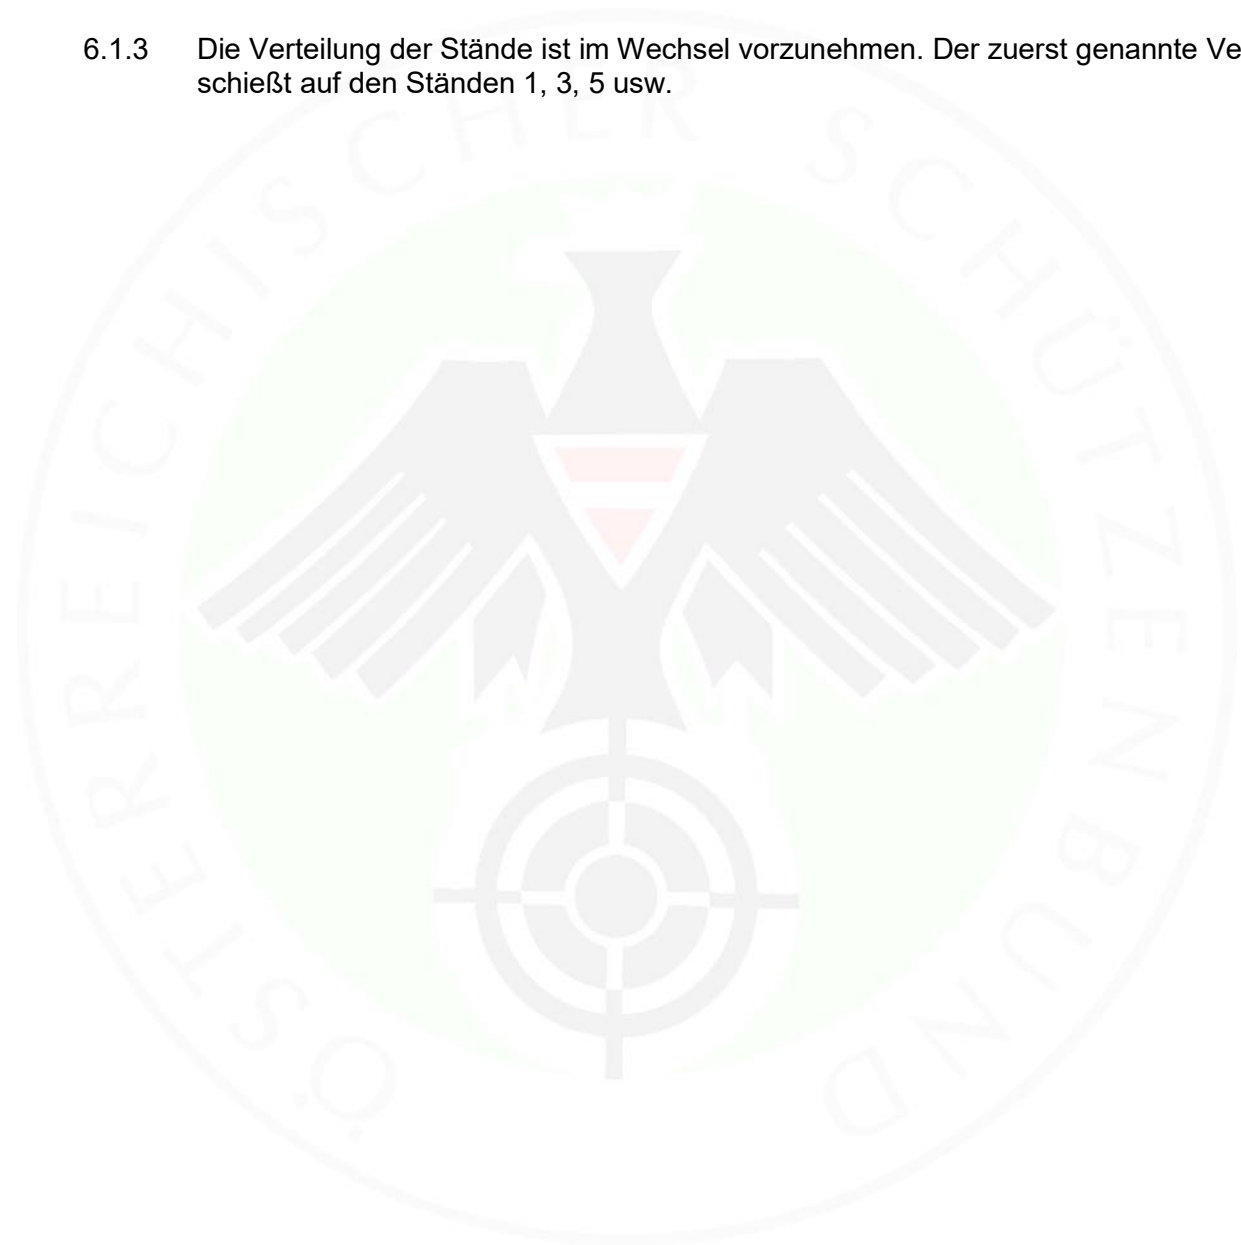 6.1.3 Die Verteilung der Stände ist im Wechsel vorzunehmen. Der zuerst genannte Ve
schießt auf den Ständen 1, 3, 5 usw.
ÖSTERREICHISCHER SCHÜTZENBUND